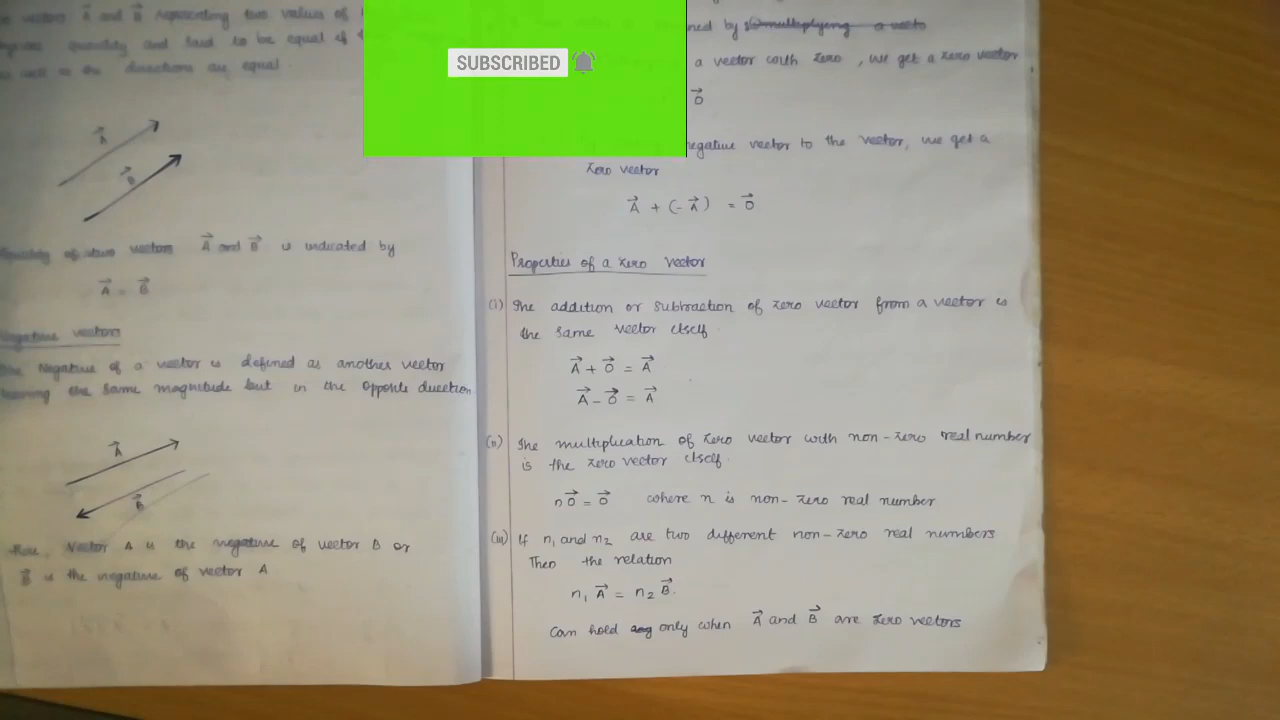 vectors A⃗ and B⃗ representing two values of
quantity and said to be equal if
as well as the directions are equal.
A⃗
B⃗
Equality of two vectors A⃗ and B⃗ is indicated by
A⃗ = B⃗
Negative vectors
The Negative of a vector is defined as another vector
having the same magnitude but in the opposite direction
A⃗
B⃗
Here, Vector A is the negative of vector B or
B⃗ is the negative of vector A
SUBSCRIBED
by multiplying a vecto
a vector with zero, we get a zero vector
0⃗
negative vector to the vector, we get a
zero vector
A⃗ + (-A⃗) = 0⃗
Properties of a zero vector
(i) The addition or subtraction of zero vector from a vector is
the same vector itself.
A⃗ + 0⃗ = A⃗
A⃗ - 0⃗ = A⃗
(ii) The multiplication of zero vector with non-zero real number
is the zero vector itself.
n0⃗ = 0⃗ where n is non-zero real number
(iii) If n₁ and n₂ are two different non-zero real numbers
Then the relation
n₁ A⃗ = n₂ B⃗.
Can hold only when A⃗ and B⃗ are zero vectors